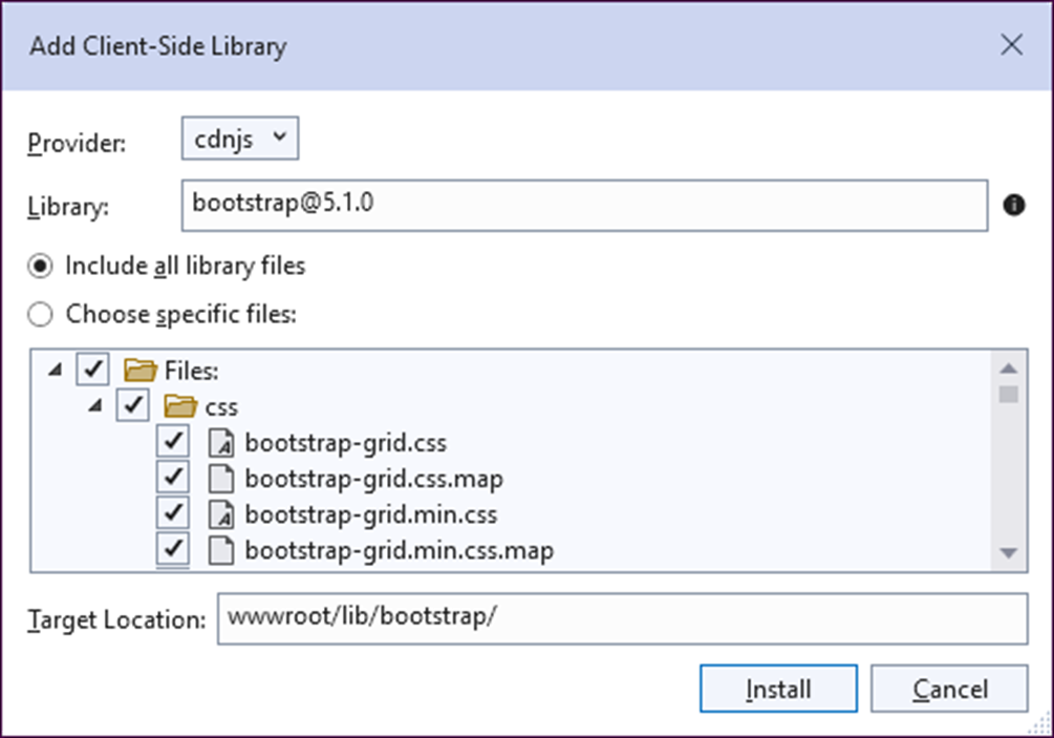 Add Client-Side Library
Provider: cdnjs
Library: bootstrap@5.1.0
Include all library files
Choose specific files:
Files:
css
bootstrap-grid.css
bootstrap-grid.css.map
bootstrap-grid.min.css
bootstrap-grid.min.css.map
Target Location: wwwroot/lib/bootstrap/
Install Cancel